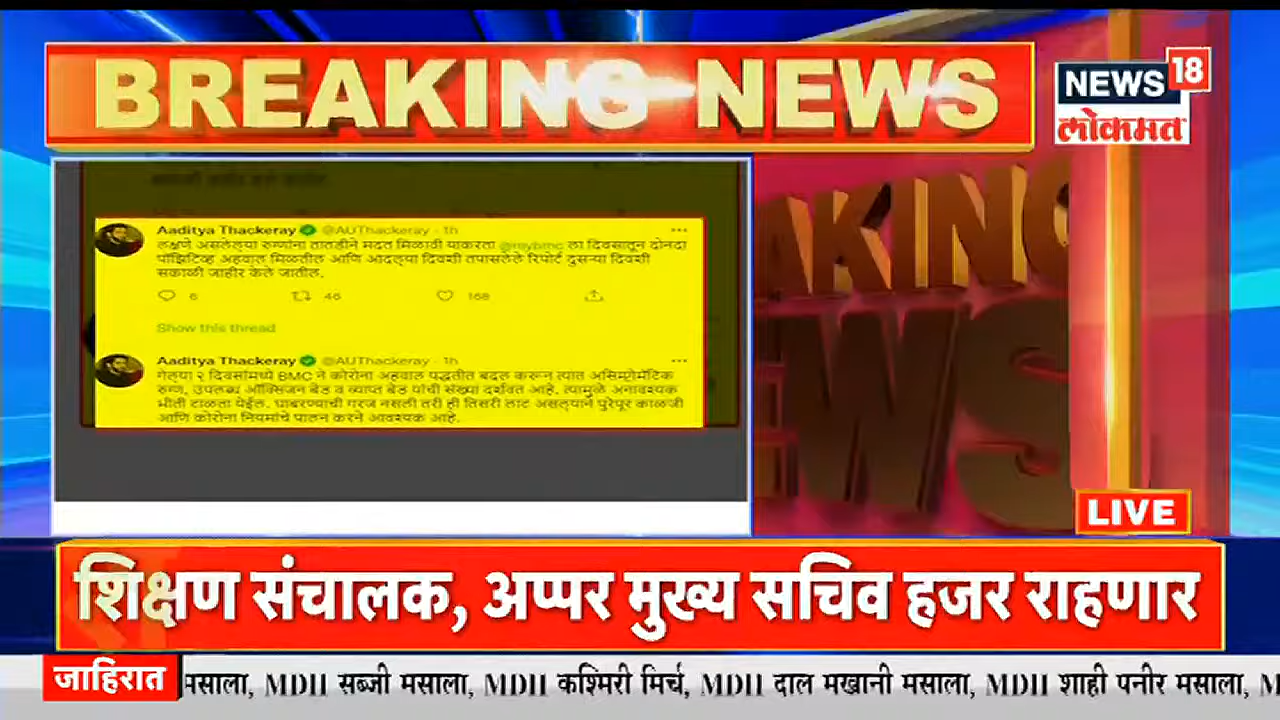 BREAKING NEWS
NEWS 18
लोकमत
Aaditya Thackeray @AUThackeray · 1h
लक्षणे असलेल्या रुग्णांना तातडीने मदत मिळावी याकरता @mybmc ला दिवसातून दोनदा
पॉझिटिव्ह अहवाल मिळतील आणि आदल्या दिवशी तपासलेले रिपोर्ट दुसऱ्या दिवशी
सकाळी जाहीर केले जातील.
6 46 168
Show this thread
Aaditya Thackeray @AUThackeray · 1h
गेल्या २ दिवसांमध्ये BMC ने कोरोना अहवाल पद्धतीत बदल करून त्यात असिम्प्टोमॅटिक
रुग्ण, उपलब्ध ऑक्सिजन बेड व व्याप्त बेड यांची संख्या दर्शवत आहे. त्यामुळे अनावश्यक
भीती टाळता येईल. घाबरण्याची गरज नसली तरी ही तिसरी लाट असल्याने पुरेपूर काळजी
आणि कोरोना नियमांचे पालन करणे आवश्यक आहे.
AKING
EWS
LIVE
शिक्षण संचालक, अप्पर मुख्य सचिव हजर राहणार
जाहिरात
मसाला, MDH सब्जी मसाला, MDH कश्मिरी मिर्च, MDH दाल मखानी मसाला, MDH शाही पनीर मसाला, M